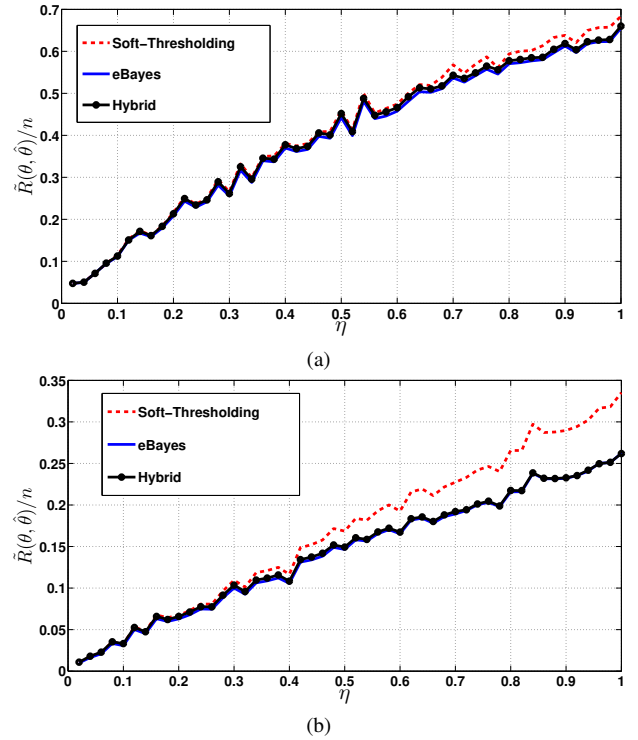 0.7
0.6
0.5
0.4
0.3
0.2
0.1
0
R̃(θ, θ̂)/n
Soft−Thresholding
eBayes
Hybrid
0 0.1 0.2 0.3 0.4 0.5 0.6 0.7 0.8 0.9 1
η
(a)
0.35
0.3
0.25
0.2
0.15
0.1
0.05
0
R̃(θ, θ̂)/n
Soft−Thresholding
eBayes
Hybrid
0 0.1 0.2 0.3 0.4 0.5 0.6 0.7 0.8 0.9 1
η
(b)